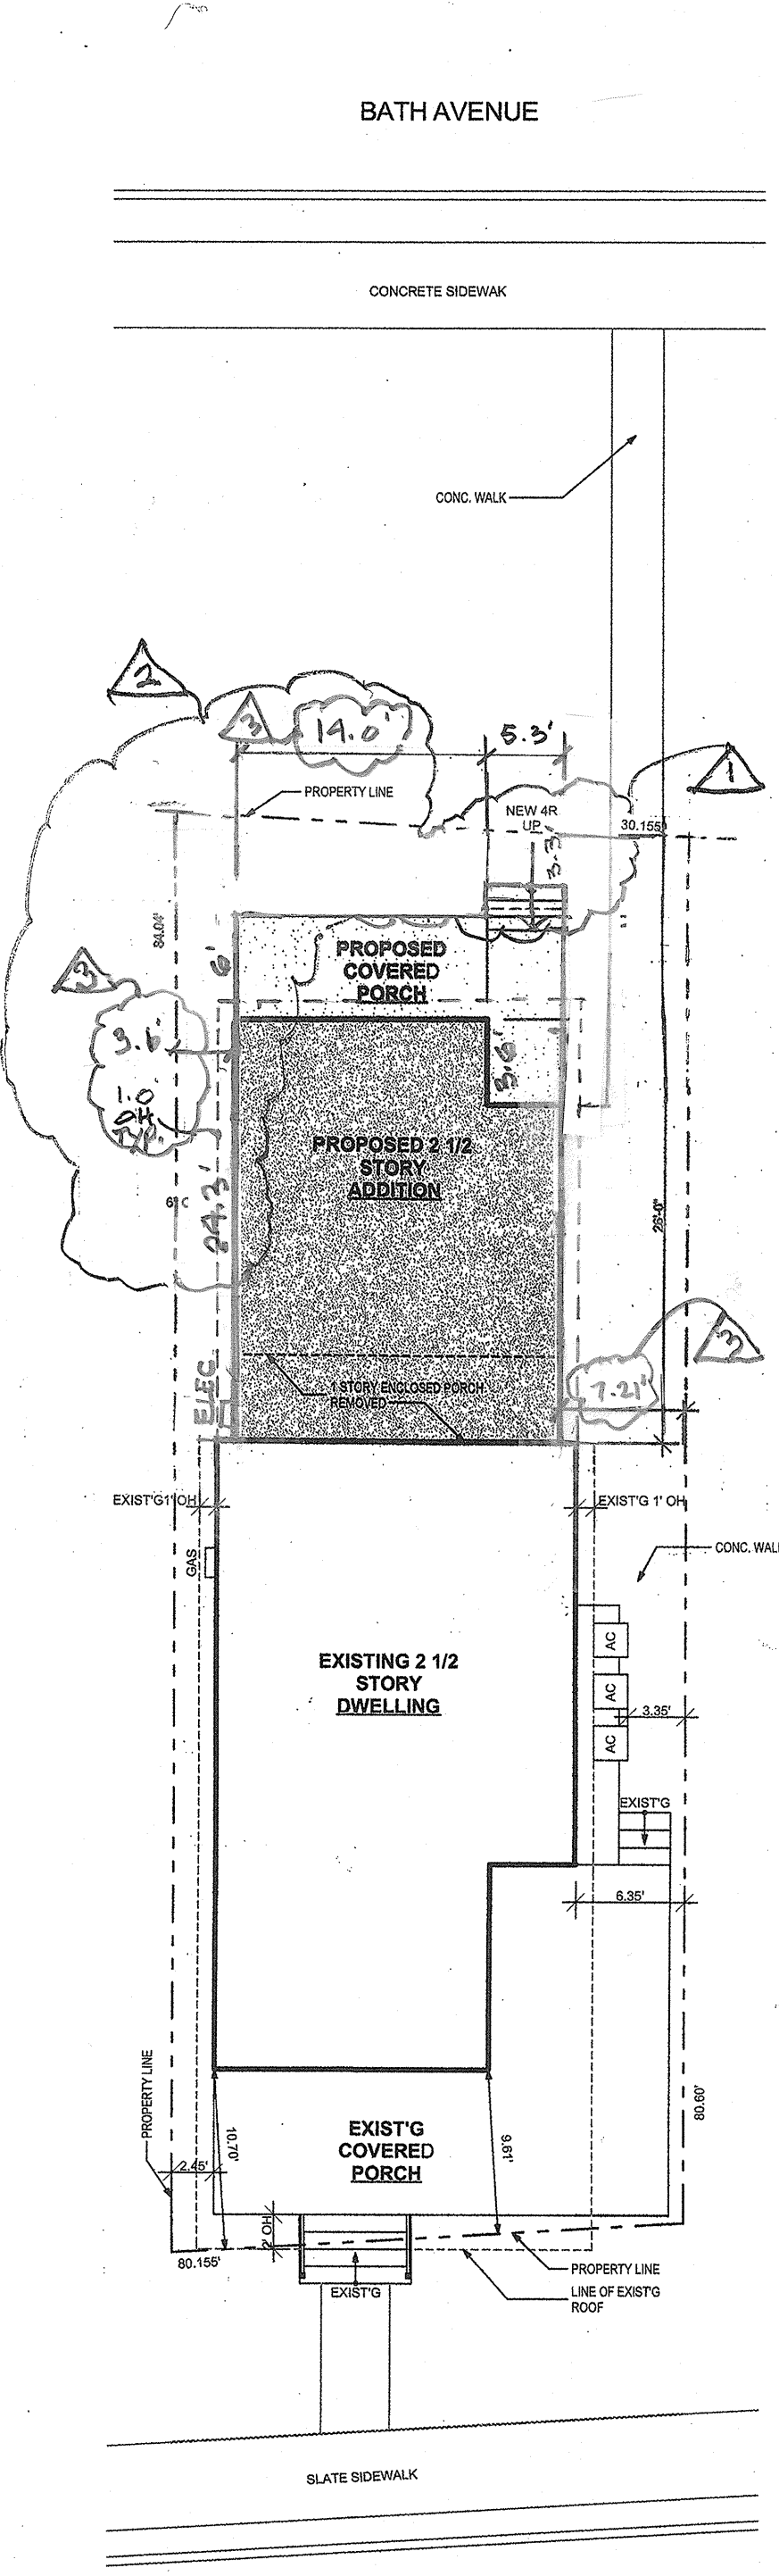 BATH AVENUE
CONCRETE SIDEWAK
CONC. WALK
2
3
14.0'
5.3'
1
PROPERTY LINE
NEW 4R
UP
30.155'
3.3'
84.04'
PROPOSED
COVERED
PORCH
6'
3
3.6'
1.0
OH
TYP.
3.6'
PROPOSED 2 1/2
STORY
ADDITION
24.3'
26'-0"
3
1 STORY ENCLOSED PORCH
REMOVED
7.21'
ELEC
EXIST'G 1' OH
EXIST'G 1' OH
GAS
CONC. WAL
EXISTING 2 1/2
STORY
DWELLING
AC
AC
AC
3.35'
EXIST'G
6.35'
PROPERTY LINE
80.60'
EXIST'G
COVERED
PORCH
10.70'
9.61'
2.45'
2' OH
80.155'
EXIST'G
PROPERTY LINE
LINE OF EXIST'G
ROOF
SLATE SIDEWALK